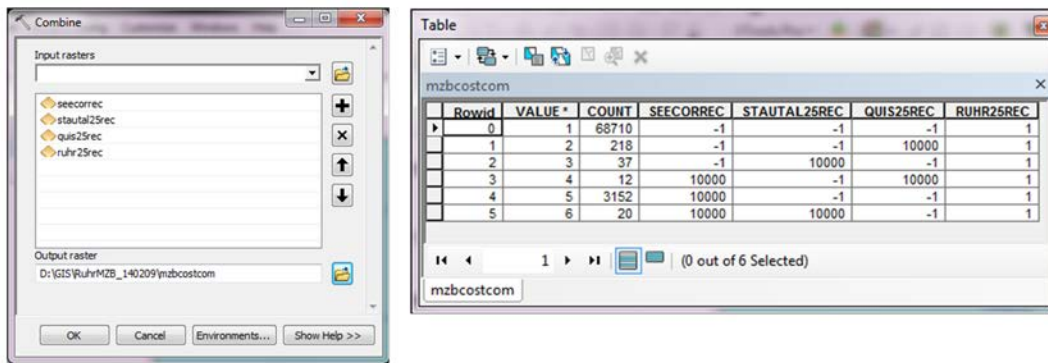 Combine
Input rasters
seecorrec
stautal25rec
quis25rec
ruhr25rec
Output raster
D:\GIS\RuhrMZB_140209\mzbcostcom
OK Cancel Environments... Show Help >>
Table
mzbcostcom
Rowid VALUE * COUNT SEECORREC STAUTAL25REC QUIS25REC RUHR25REC
0 1 68710 -1 -1 -1 1
1 2 218 -1 -1 10000 1
2 3 37 -1 10000 -1 1
3 4 12 10000 -1 10000 1
4 5 3152 10000 -1 -1 1
5 6 20 10000 10000 -1 1
1 (0 out of 6 Selected)
mzbcostcom